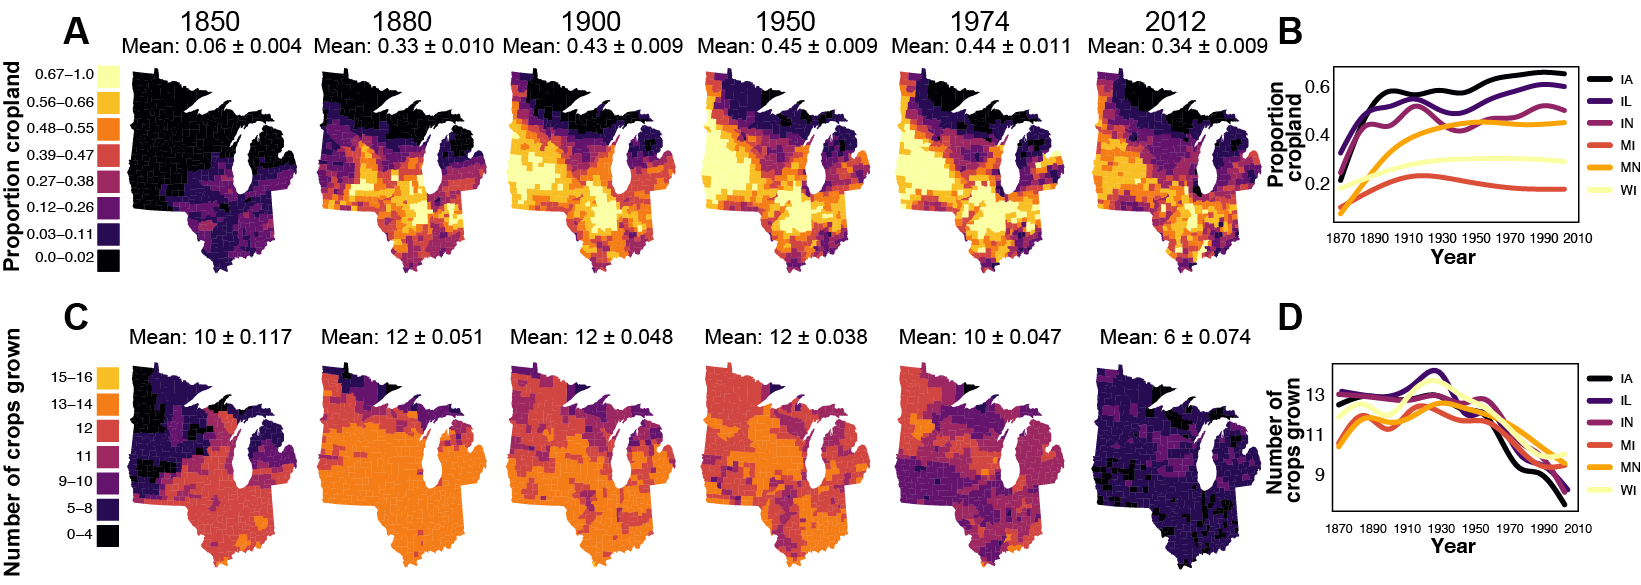 A
1850
1880
1900
1950
1974
2012
B
Mean: 0.06 ± 0.004
Mean: 0.33 ± 0.010
Mean: 0.43 ± 0.009
Mean: 0.45 ± 0.009
Mean: 0.44 ± 0.011
Mean: 0.34 ± 0.009
Proportion cropland
0.67–1.0
0.56–0.66
0.48–0.55
0.39–0.47
0.27–0.38
0.12–0.26
0.03–0.11
0.0–0.02
Proportion
cropland
0.6
0.4
0.2
1870 1890 1910 1930 1950 1970 1990 2010
Year
IA
IL
IN
MI
MN
WI
C
D
Mean: 10 ± 0.117
Mean: 12 ± 0.051
Mean: 12 ± 0.048
Mean: 12 ± 0.038
Mean: 10 ± 0.047
Mean: 6 ± 0.074
Number of crops grown
15–16
13–14
12
11
9–10
5–8
0–4
Number of
crops grown
13
11
9
1870 1890 1910 1930 1950 1970 1990 2010
Year
IA
IL
IN
MI
MN
WI